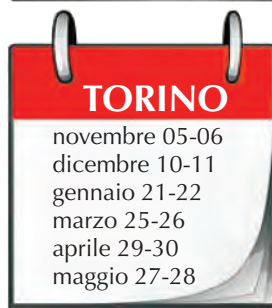 TORINO
novembre 05-06
dicembre 10-11
gennaio 21-22
marzo 25-26
aprile 29-30
maggio 27-28